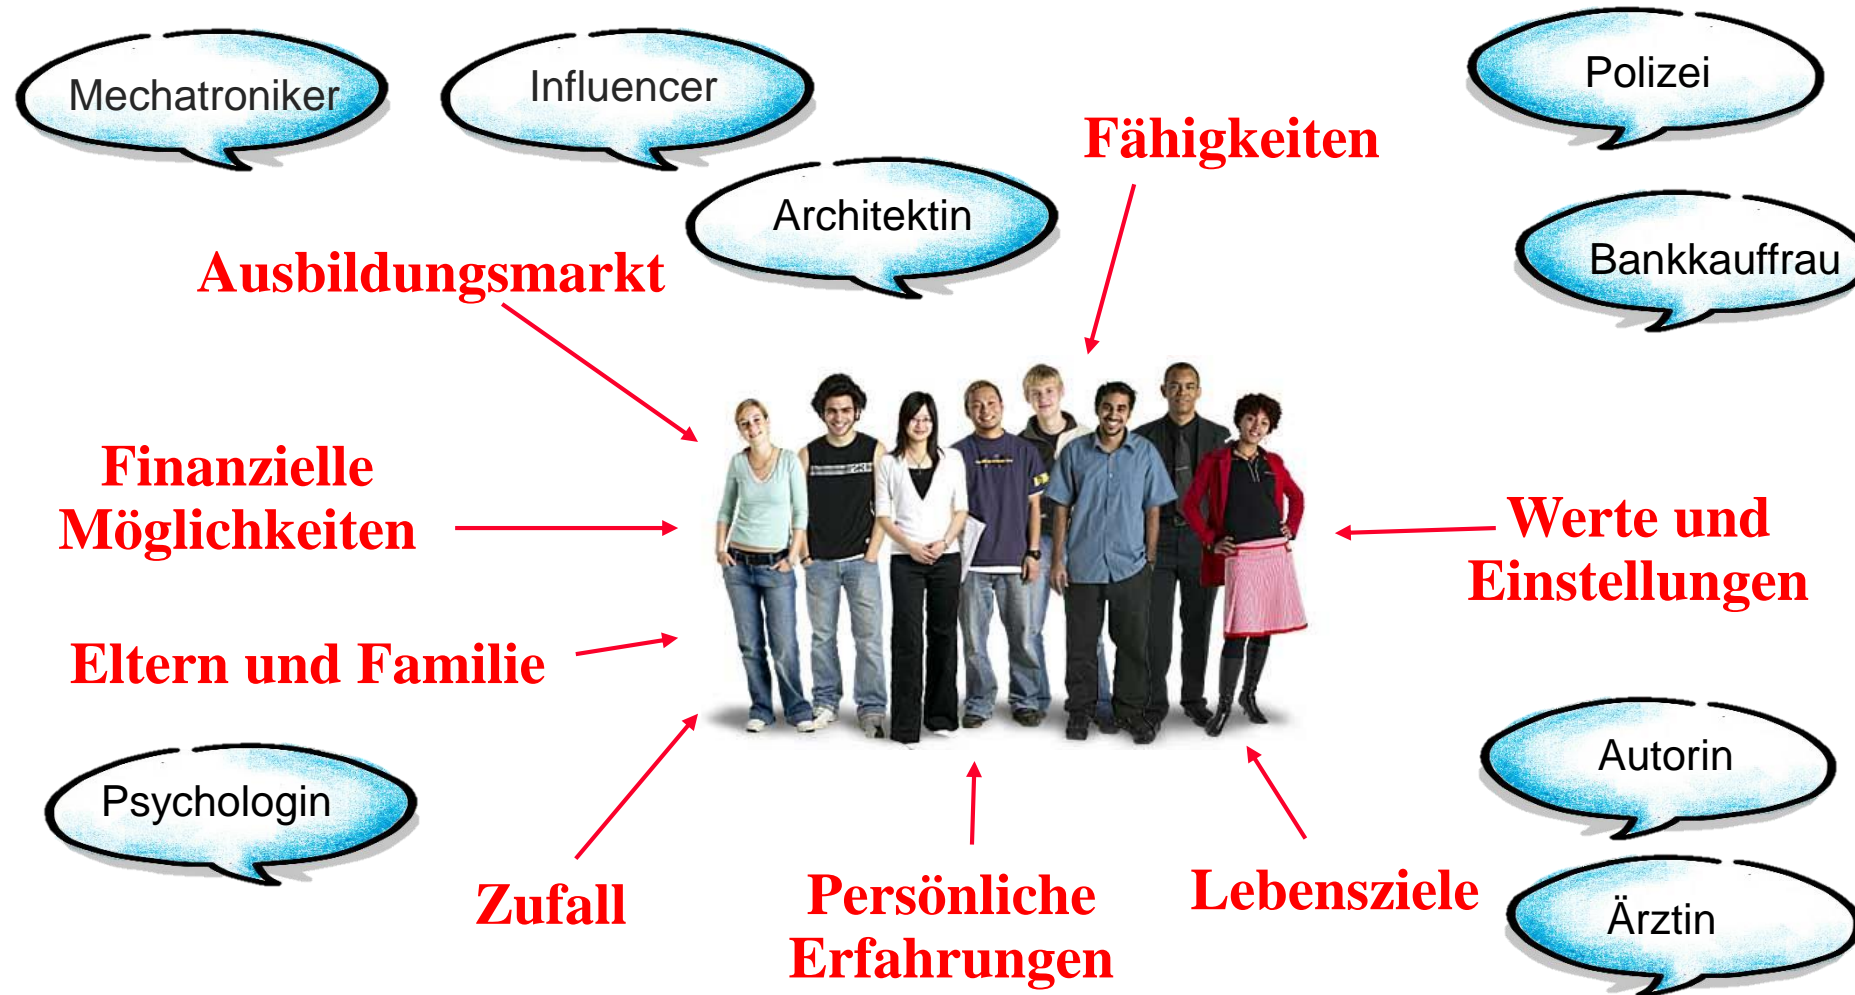 Mechatroniker
Influencer
Polizei
Fähigkeiten
Architektin
Ausbildungsmarkt
Bankkauffrau
Finanzielle
Möglichkeiten
Werte und
Einstellungen
Eltern und Familie
Autorin
Psychologin
Zufall
Persönliche
Erfahrungen
Lebensziele
Ärztin